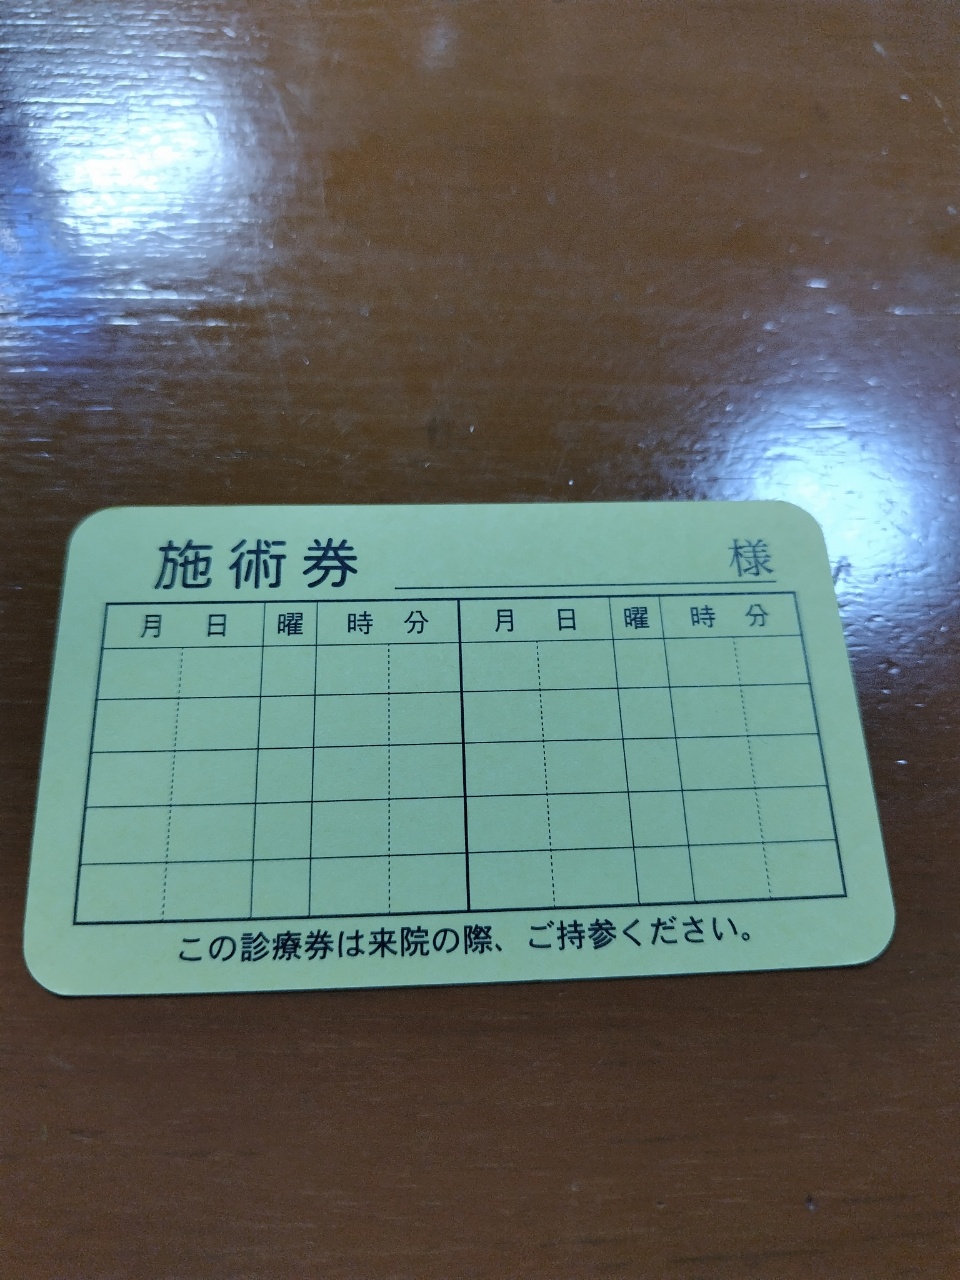 施術券 様
月 日 曜 時 分 月 日 曜 時 分
この診療券は来院の際、ご持参ください。